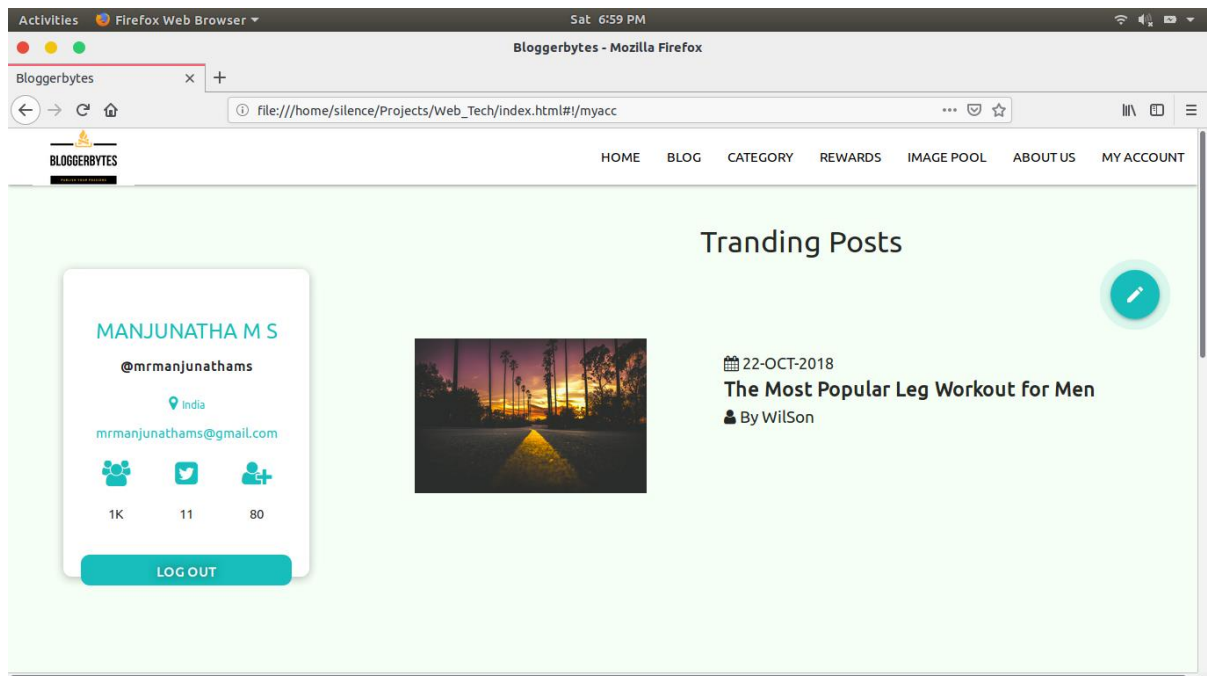 Activities Firefox Web Browser Sat 6:59 PM
Bloggerbytes - Mozilla Firefox
Bloggerbytes
file:///home/silence/Projects/Web_Tech/index.html#!/myacc
BLOGGERBYTES
HOME BLOG CATEGORY REWARDS IMAGE POOL ABOUT US MY ACCOUNT
Tranding Posts
MANJUNATHA M S
@mrmanjunathams
India
mrmanjunathams@gmail.com
1K 11 80
LOG OUT
22-OCT-2018
The Most Popular Leg Workout for Men
By WilSon